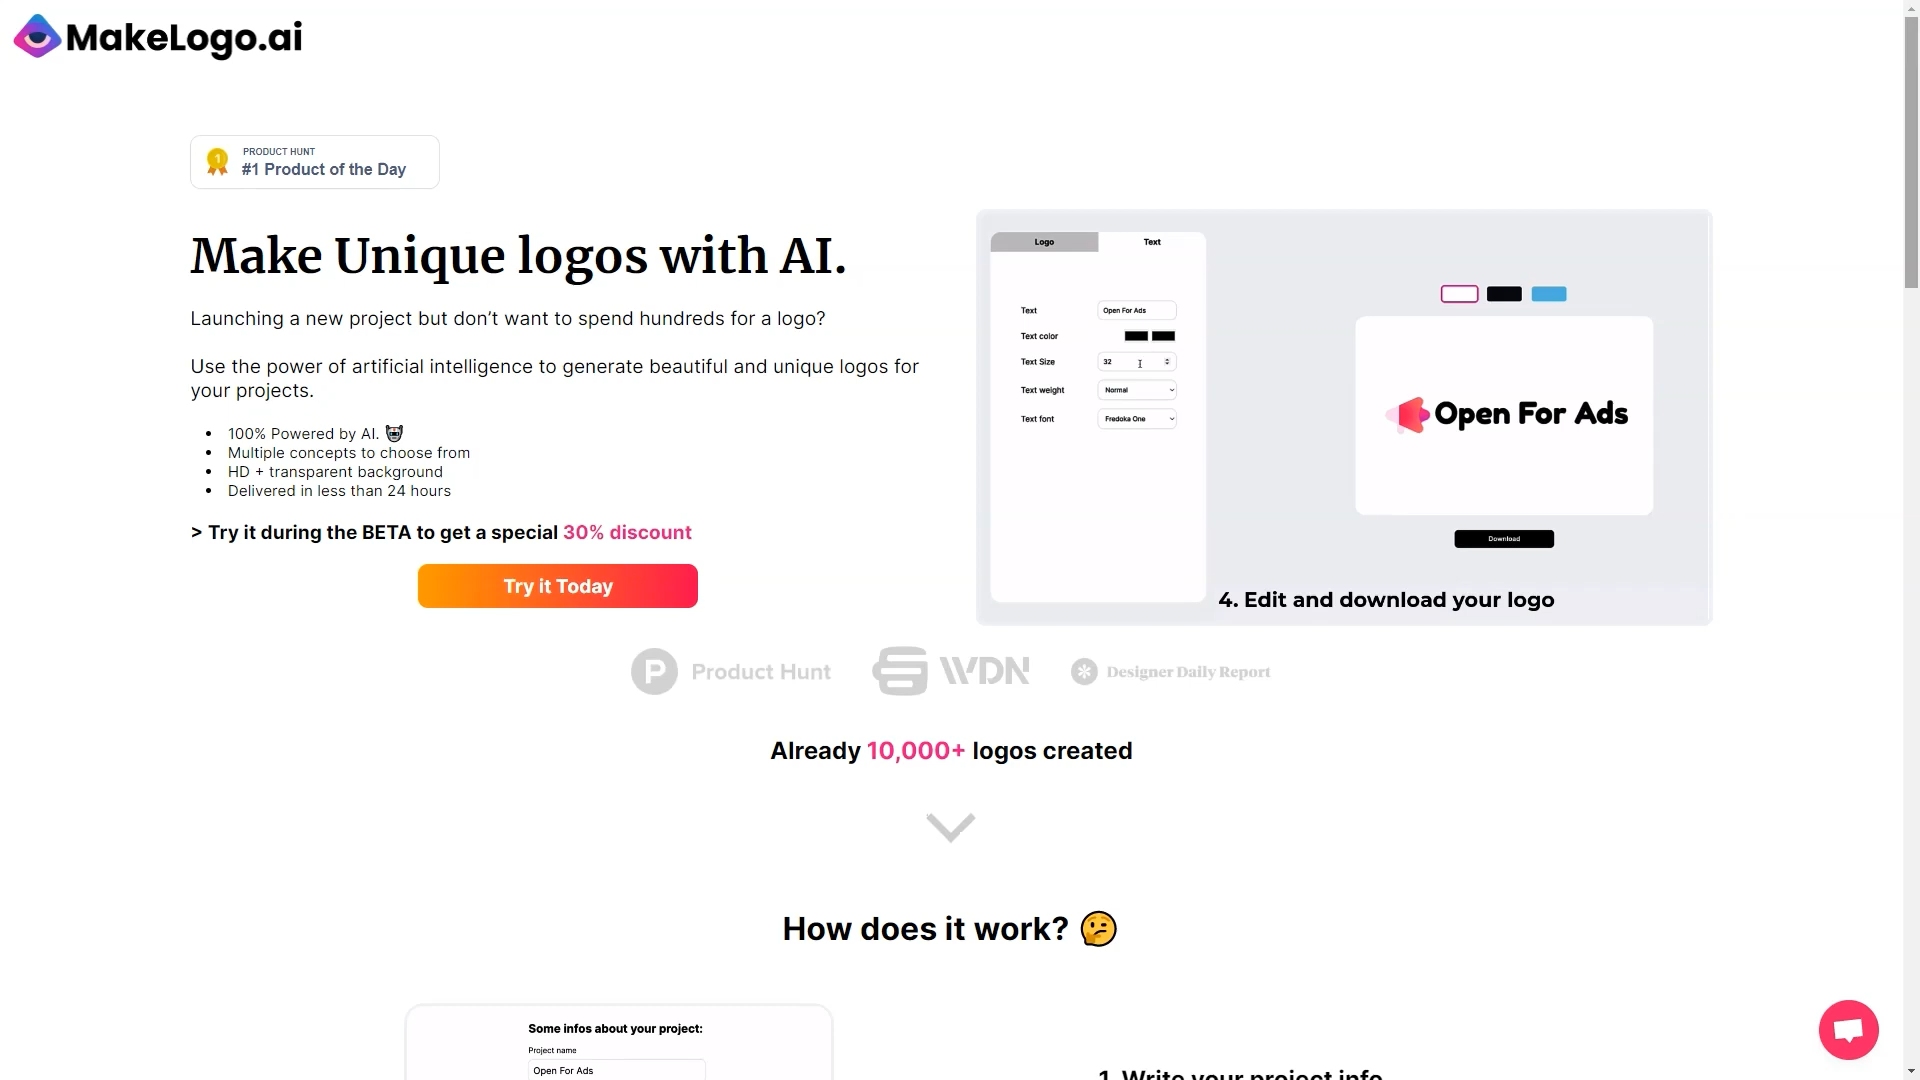 MakeLogo.ai
PRODUCT HUNT
#1 Product of the Day
1
Make Unique logos with AI.
Launching a new project but don’t want to spend hundreds for a logo?
Use the power of artificial intelligence to generate beautiful and unique logos for
your projects.
• 100% Powered by AI. 🤖
• Multiple concepts to choose from
• HD + transparent background
• Delivered in less than 24 hours
> Try it during the BETA to get a special 30% discount
Try it Today
Logo Text
Text Open For Ads
Text color
Text Size 32
Text weight Normal
Text font Fredoka One
Open For Ads
Download
4. Edit and download your logo
P Product Hunt WDN Designer Daily Report
Already 10,000+ logos created
How does it work? 🤔
Some infos about your project:
Project name
Open For Ads
1. Write your project info